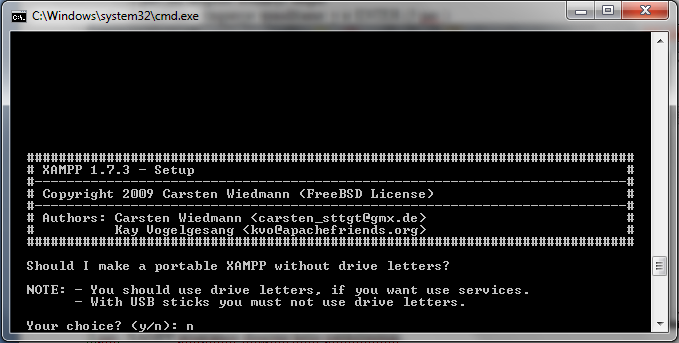 C:\Windows\system32\cmd.exe
################################################################################
# XAMPP 1.7.3 - Setup #
#------------------------------------------------------------------------------#
# Copyright 2009 Carsten Wiedmann (FreeBSD License) #
#------------------------------------------------------------------------------#
# Authors: Carsten Wiedmann <carsten_sttgt@gmx.de> #
# Kay Vogelgesang <kvo@apachefriends.org> #
################################################################################
Should I make a portable XAMPP without drive letters?
NOTE: - You should use drive letters, if you want use services.
- With USB sticks you must not use drive letters.
Your choice? (y/n): n